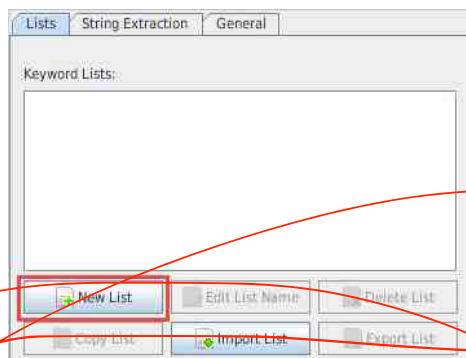 Lists String Extraction General
Keyword Lists:
New List Edit List Name Delete List
Copy List Import List Export List